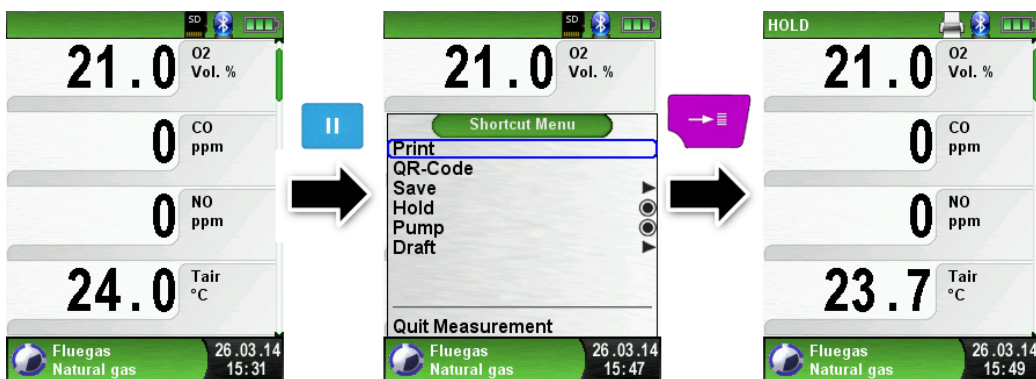 SD
21.0 O2
Vol. %
0 CO
ppm
0 NO
ppm
24.0 Tair
°C
Fluegas 26.03.14
Natural gas 15:31
SD
21.0 O2
Vol. %
Shortcut Menu
Print
QR-Code
Save
Hold
Pump
Draft
Quit Measurement
Fluegas 26.03.14
Natural gas 15:47
HOLD
21.0 O2
Vol. %
0 CO
ppm
0 NO
ppm
23.7 Tair
°C
Fluegas 26.03.14
Natural gas 15:49